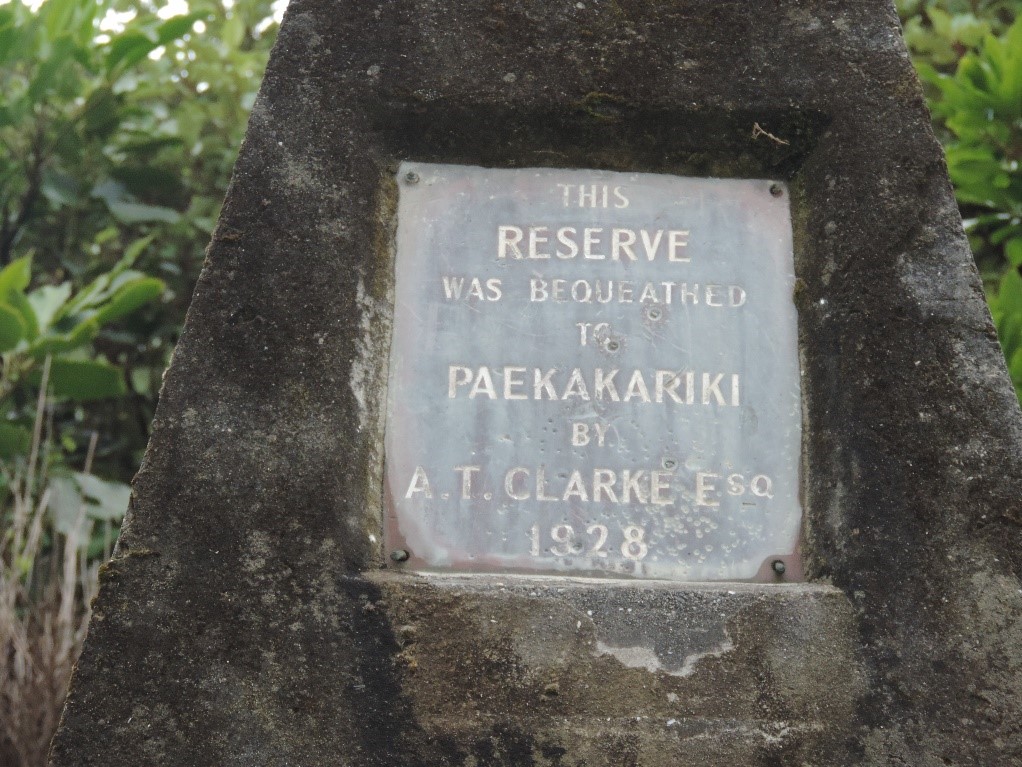 THIS
RESERVE
WAS BEQUEATHED
TO
PAEKAKARIKI
BY
A.T. CLARKE ESQ
1928